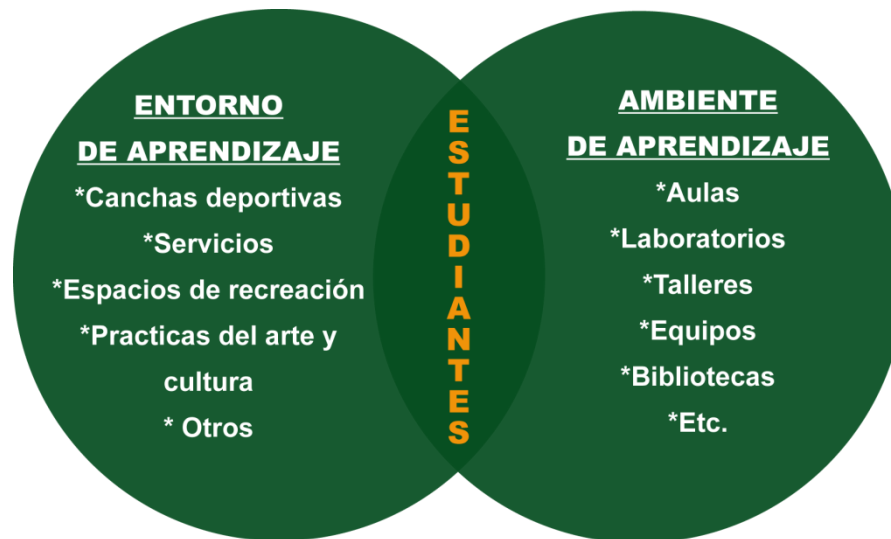 ENTORNO
DE APRENDIZAJE
*Canchas deportivas
*Servicios
*Espacios de recreación
*Practicas del arte y
cultura
* Otros
ESTUDIANTES
AMBIENTE
DE APRENDIZAJE
*Aulas
*Laboratorios
*Talleres
*Equipos
*Bibliotecas
*Etc.